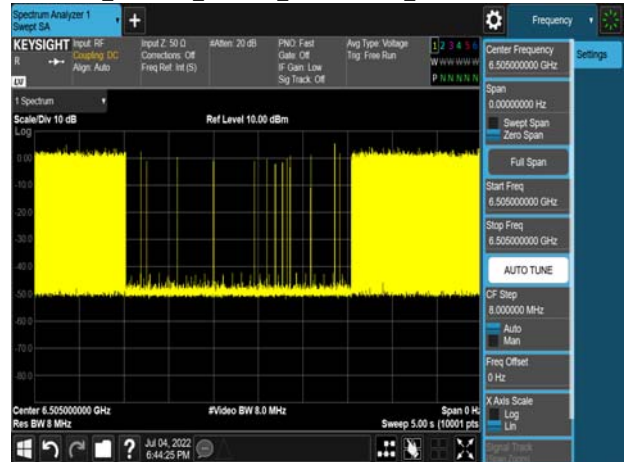 Spectrum Analyzer 1
Swept SA
Frequency
KEYSIGHT
Input: RF
Coupling: DC
Align: Auto
Input Z: 50 Ω
Corrections: Off
Freq Ref: Int (S)
#Atten: 20 dB
PNO: Fast
Gate: Off
IF Gain: Low
Sig Track: Off
Avg Type: Voltage
Trig: Free Run
1 2 3 4 5 6
W W W W W W
P N N N N N
R
LXI
Center Frequency
6.505000000 GHz
Settings
Span
0.00000000 Hz
Swept Span
Zero Span
Full Span
Start Freq
6.505000000 GHz
Stop Freq
6.505000000 GHz
AUTO TUNE
CF Step
8.000000 MHz
Auto
Man
Freq Offset
0 Hz
X Axis Scale
Log
Lin
Signal Track
(Span Zoom)
1 Spectrum
Scale/Div 10 dB
Ref Level 10.00 dBm
Log
0.00
-10.0
-20.0
-30.0
-40.0
-50.0
-60.0
-70.0
-80.0
Center 6.505000000 GHz
#Video BW 8.0 MHz
Span 0 Hz
Res BW 8 MHz
Sweep 5.00 s (10001 pts
Jul 04, 2022
6:44:25 PM